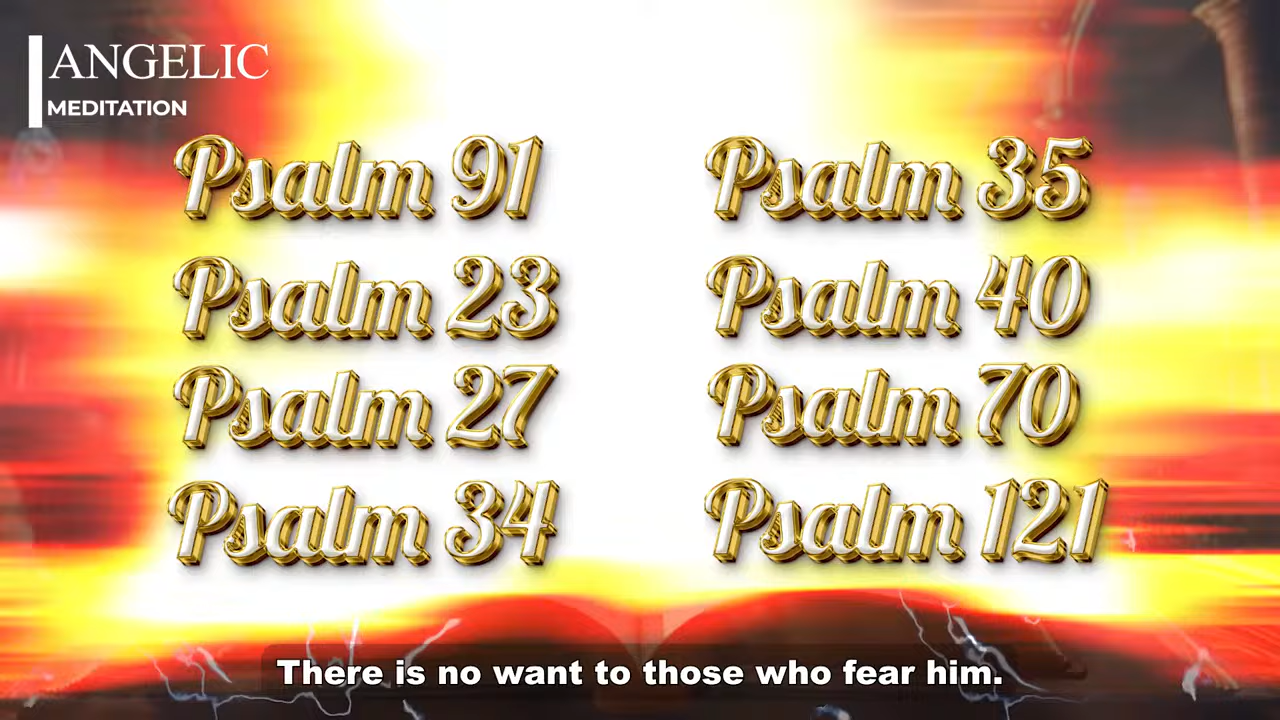 ANGELIC
MEDITATION
Psalm 91
Psalm 23
Psalm 27
Psalm 34
Psalm 35
Psalm 40
Psalm 70
Psalm 121
There is no want to those who fear him.